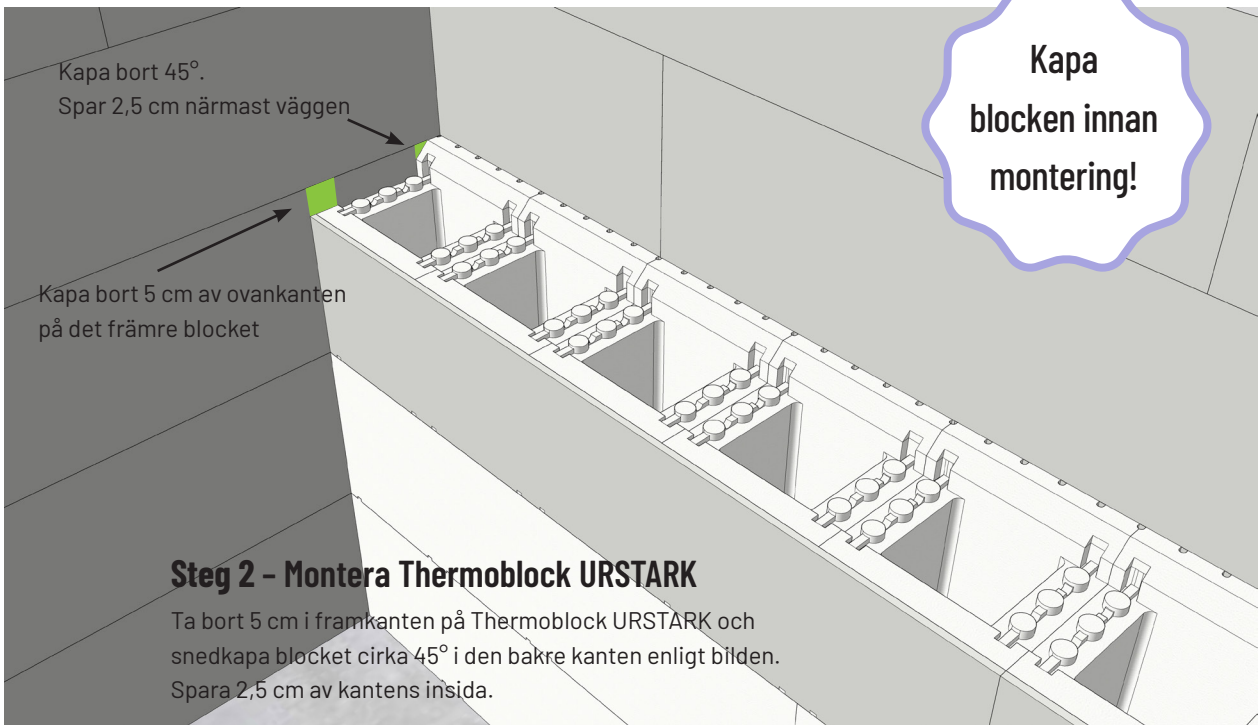 Kapa
blocken innan
montering!
Kapa bort 45°.
Spar 2,5 cm närmast väggen
Kapa bort 5 cm av ovankanten
på det främre blocket
Steg 2 – Montera Thermoblock URSTARK
Ta bort 5 cm i framkanten på Thermoblock URSTARK och
snedkapa blocket cirka 45° i den bakre kanten enligt bilden.
Spara 2,5 cm av kantens insida.